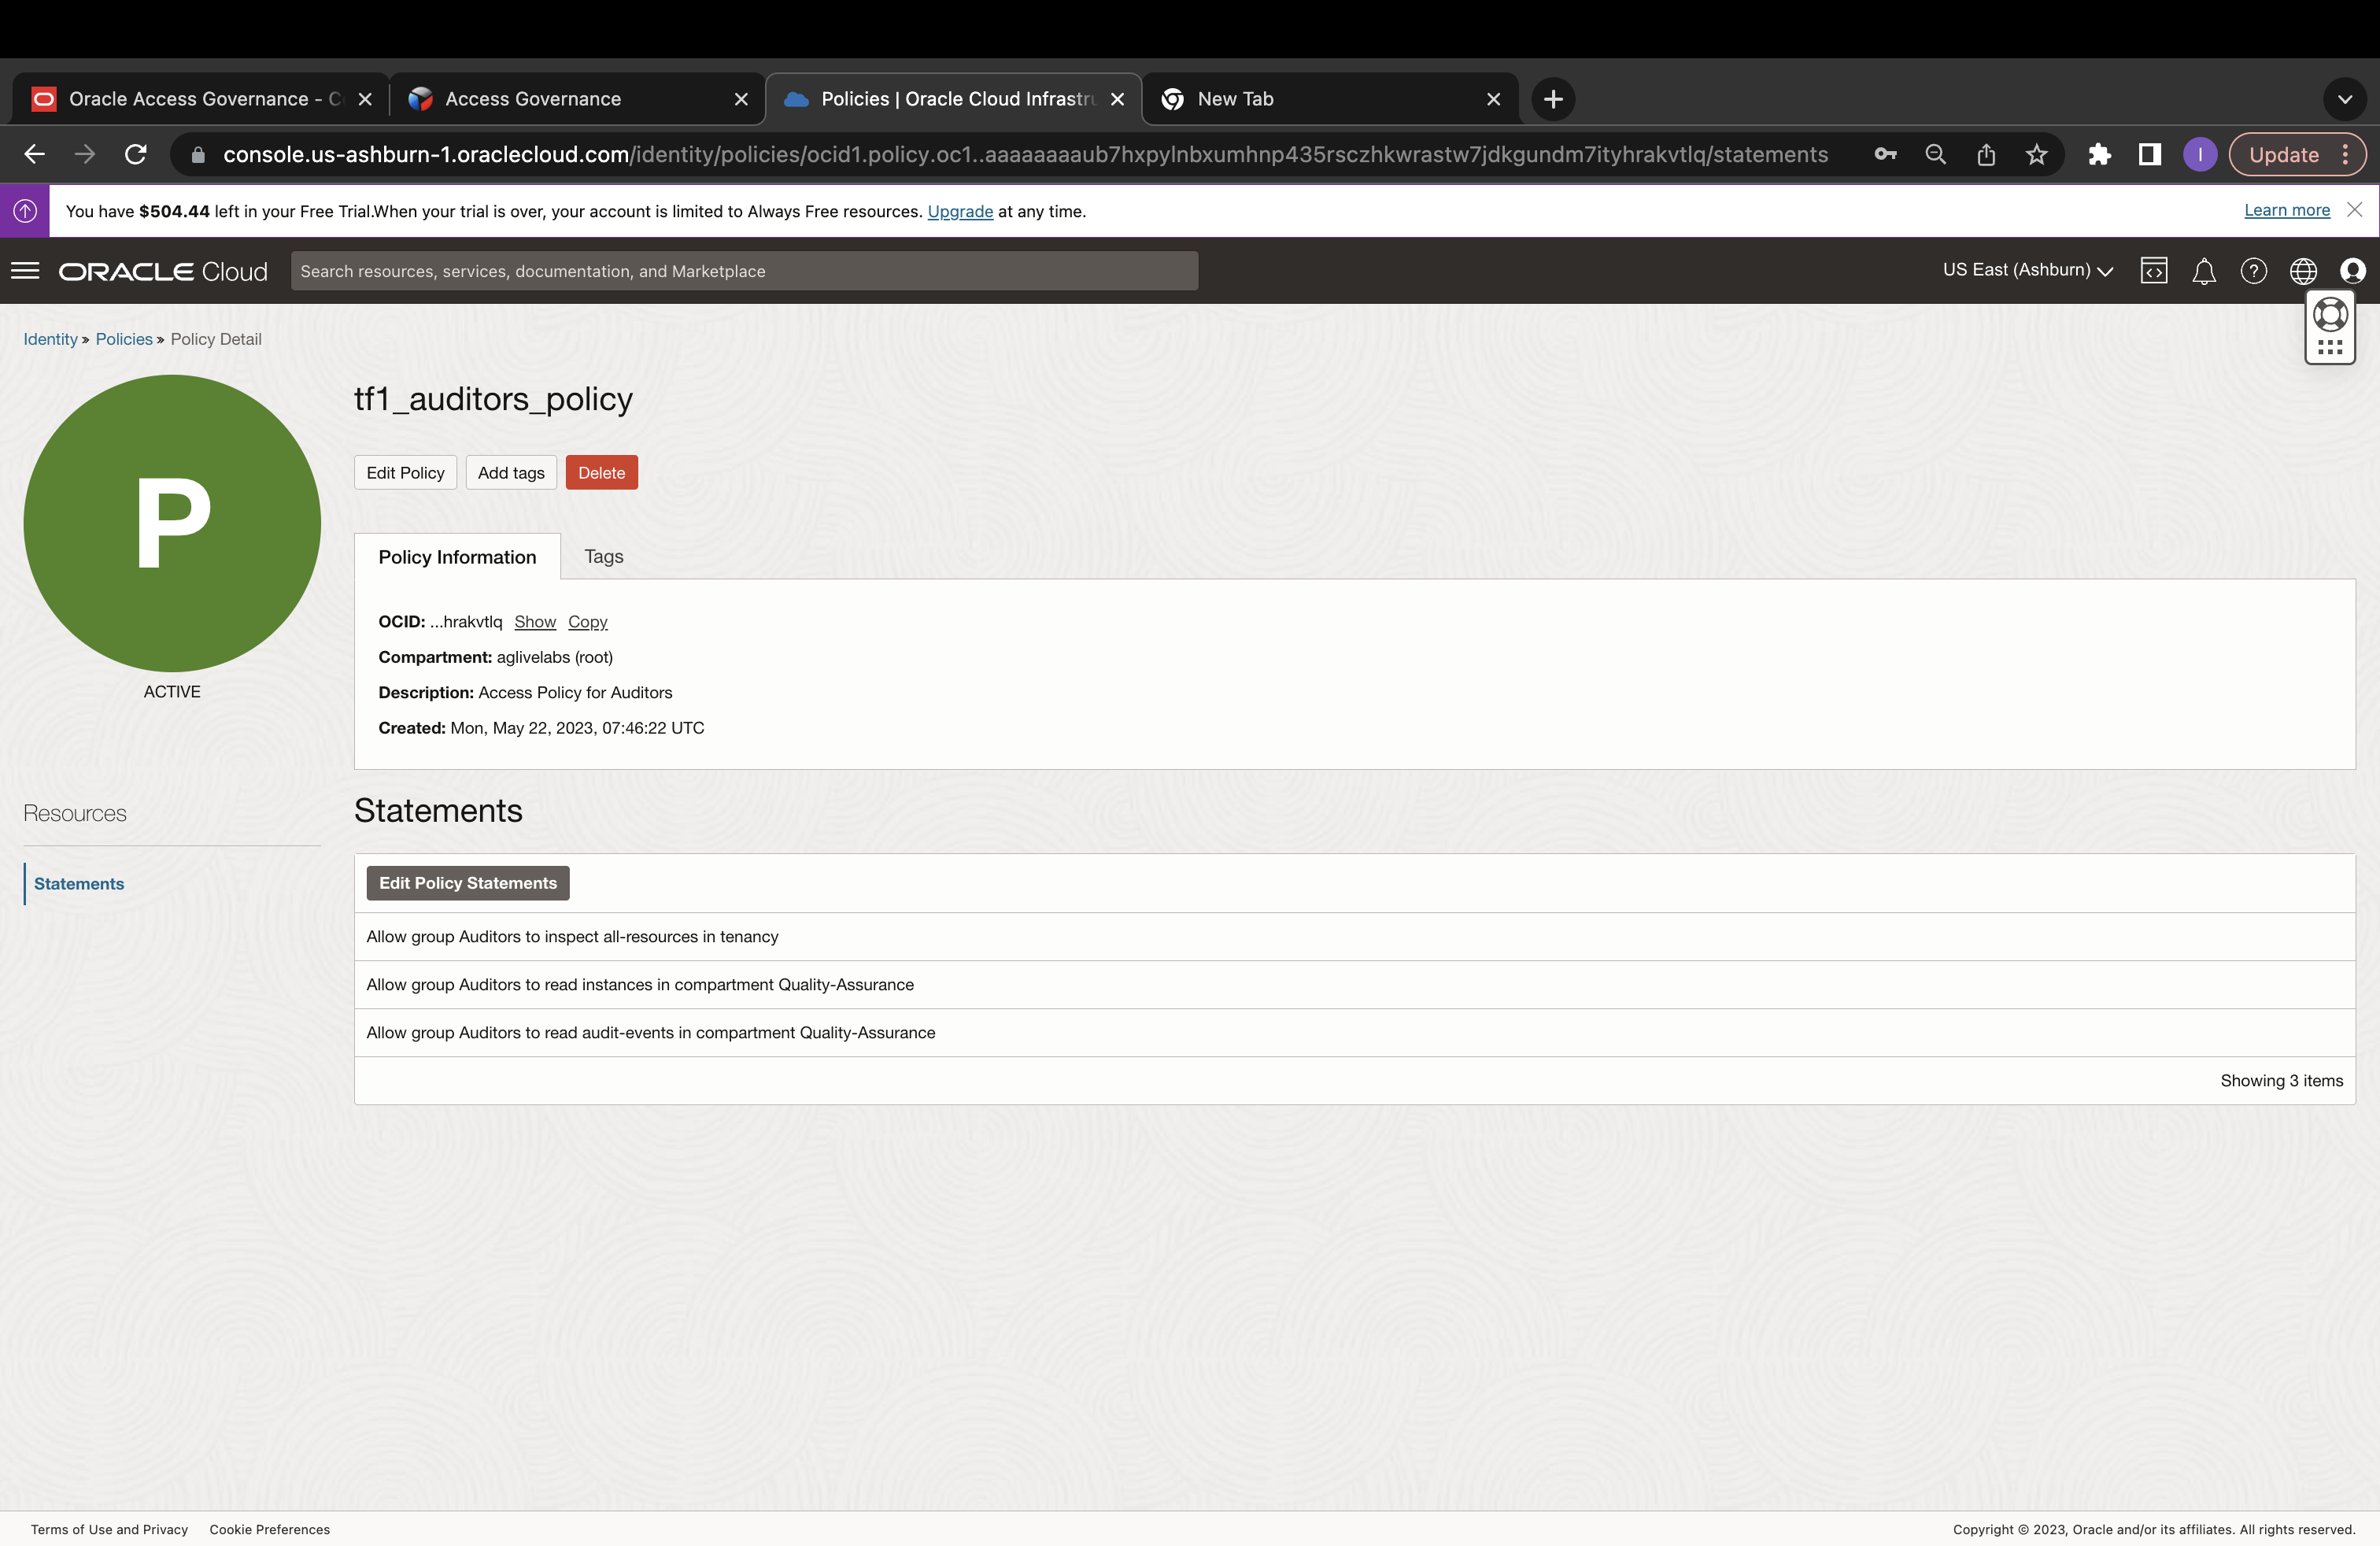 Oracle Access Governance - C
Access Governance
Policies | Oracle Cloud Infrastru
New Tab
console.us-ashburn-1.oraclecloud.com/identity/policies/ocid1.policy.oc1..aaaaaaaaub7hxpylnbxumhnp435rsczhkwrastw7jdkgundm7ityhrakvtlq/statements
I
Update
You have $504.44 left in your Free Trial.When your trial is over, your account is limited to Always Free resources. Upgrade at any time.
Learn more
ORACLE Cloud
Search resources, services, documentation, and Marketplace
US East (Ashburn)
Identity » Policies » Policy Detail
P
ACTIVE
tf1_auditors_policy
Edit Policy
Add tags
Delete
Policy Information
Tags
OCID: ...hrakvtlq Show Copy
Compartment: aglivelabs (root)
Description: Access Policy for Auditors
Created: Mon, May 22, 2023, 07:46:22 UTC
Resources
Statements
Statements
Edit Policy Statements
Allow group Auditors to inspect all-resources in tenancy
Allow group Auditors to read instances in compartment Quality-Assurance
Allow group Auditors to read audit-events in compartment Quality-Assurance
Showing 3 items
Terms of Use and Privacy
Cookie Preferences
Copyright © 2023, Oracle and/or its affiliates. All rights reserved.